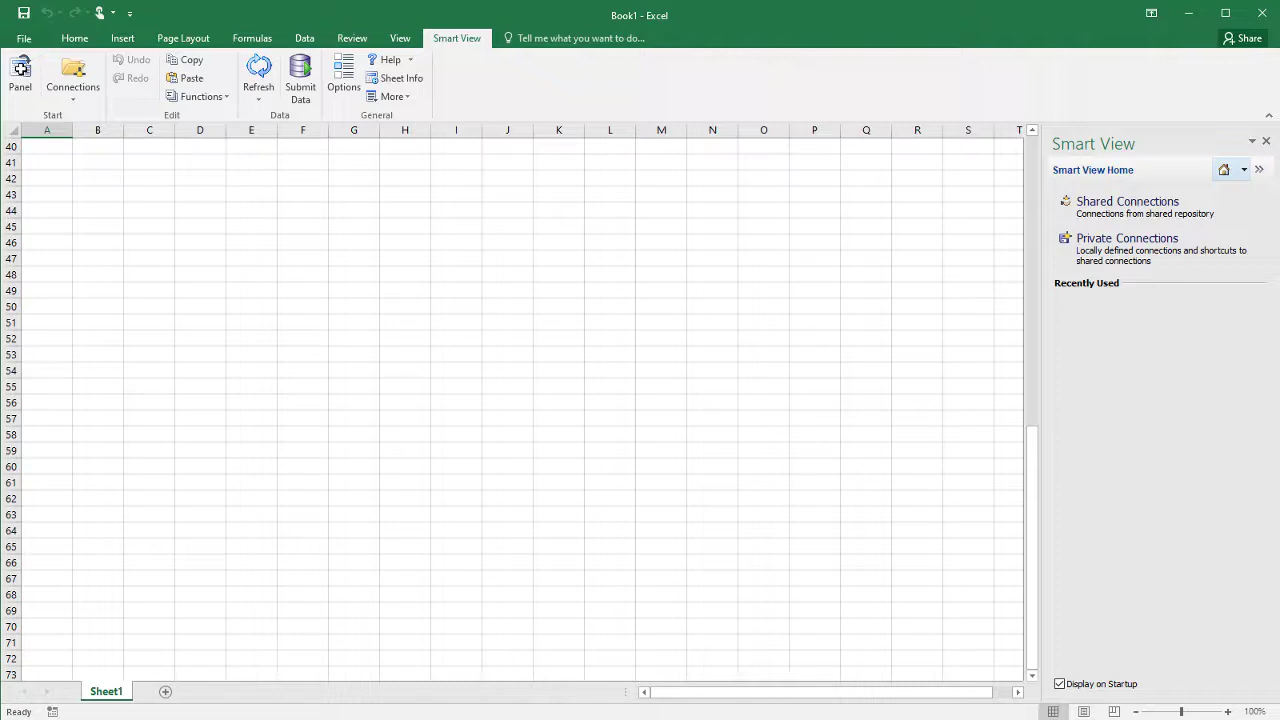 Book1 - Excel
File Home Insert Page Layout Formulas Data Review View Smart View Tell me what you want to do... Share
Panel
Connections
Start
Undo
Redo
Copy
Paste
Functions
Edit
Refresh
Submit
Data
Data
Options
Help
Sheet Info
More
General
A B C D E F G H I J K L M N O P Q R S T
40
41
42
43
44
45
46
47
48
49
50
51
52
53
54
55
56
57
58
59
60
61
62
63
64
65
66
67
68
69
70
71
72
73
Smart View
Smart View Home
Shared Connections
Connections from shared repository
Private Connections
Locally defined connections and shortcuts to
shared connections
Recently Used
Display on Startup
Sheet1
Ready
100%